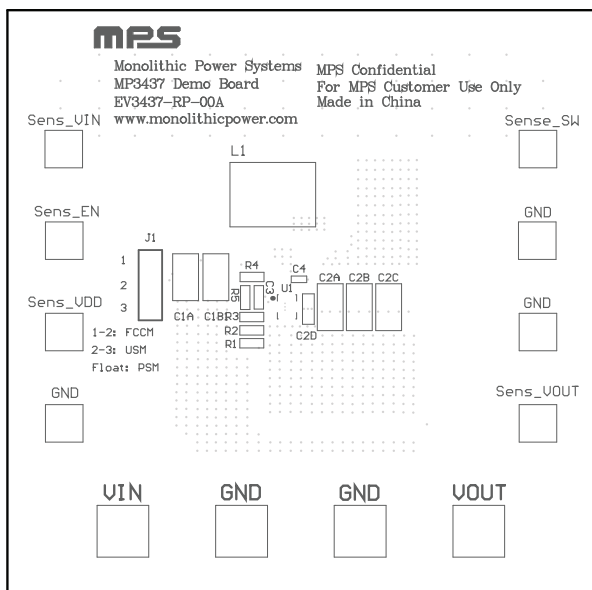 MPS
Monolithic Power Systems
MP3437 Demo Board
EV3437-RP-00A
www.monolithicpower.com
MPS Confidential
For MPS Customer Use Only
Made in China
Sens_VIN
Sense_SW
L1
Sens_EN
GND
J1
1
2
3
R4
C4
C2A
C2B
C2C
R5
C3
U1
Sens_VDD
GND
C1A
C1B1
R3
R2
R1
C2D
1-2: FCCM
2-3: USM
Float: PSM
GND
Sens_VOUT
VIN
GND
GND
VOUT